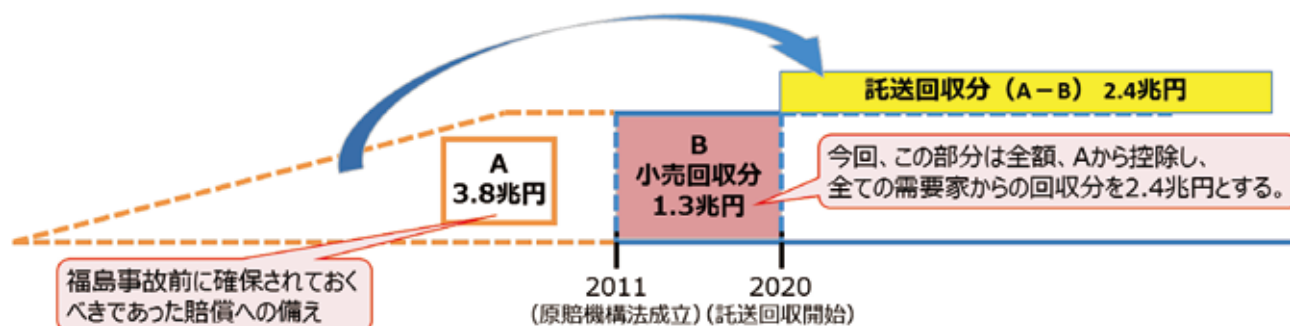 託送回収分（A－B） 2.4兆円
A
3.8兆円
B
小売回収分
1.3兆円
今回、この部分は全額、Aから控除し、
全ての需要家からの回収分を2.4兆円とする。
福島事故前に確保されておく
べきであった賠償への備え
2011
(原賠機構法成立)
2020
(託送回収開始)